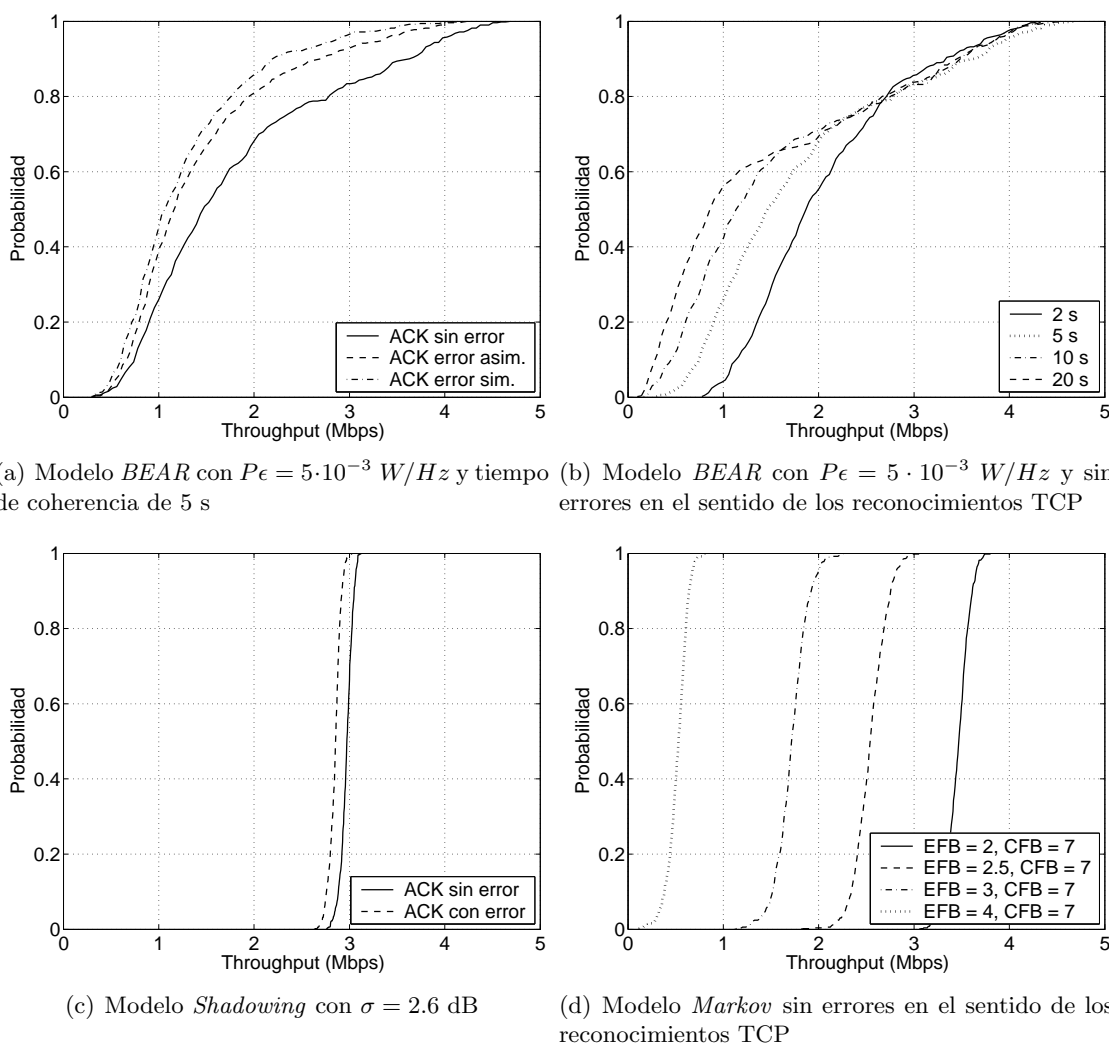 1
0.8
0.6
0.4
0.2
0
Probabilidad
0 1 2 3 4 5
Throughput (Mbps)
ACK sin error
ACK error asim.
ACK error sim.
(a) Modelo BEAR con Pϵ = 5·10⁻³ W/Hz y tiempo
de coherencia de 5 s
1
0.8
0.6
0.4
0.2
0
Probabilidad
0 1 2 3 4 5
Throughput (Mbps)
2 s
5 s
10 s
20 s
(b) Modelo BEAR con Pϵ = 5 · 10⁻³ W/Hz y sin
errores en el sentido de los reconocimientos TCP
1
0.8
0.6
0.4
0.2
0
Probabilidad
0 1 2 3 4 5
Throughput (Mbps)
ACK sin error
ACK con error
(c) Modelo Shadowing con σ = 2.6 dB
1
0.8
0.6
0.4
0.2
0
Probabilidad
0 1 2 3 4 5
Throughput (Mbps)
EFB = 2, CFB = 7
EFB = 2.5, CFB = 7
EFB = 3, CFB = 7
EFB = 4, CFB = 7
(d) Modelo Markov sin errores en el sentido de los
reconocimientos TCP